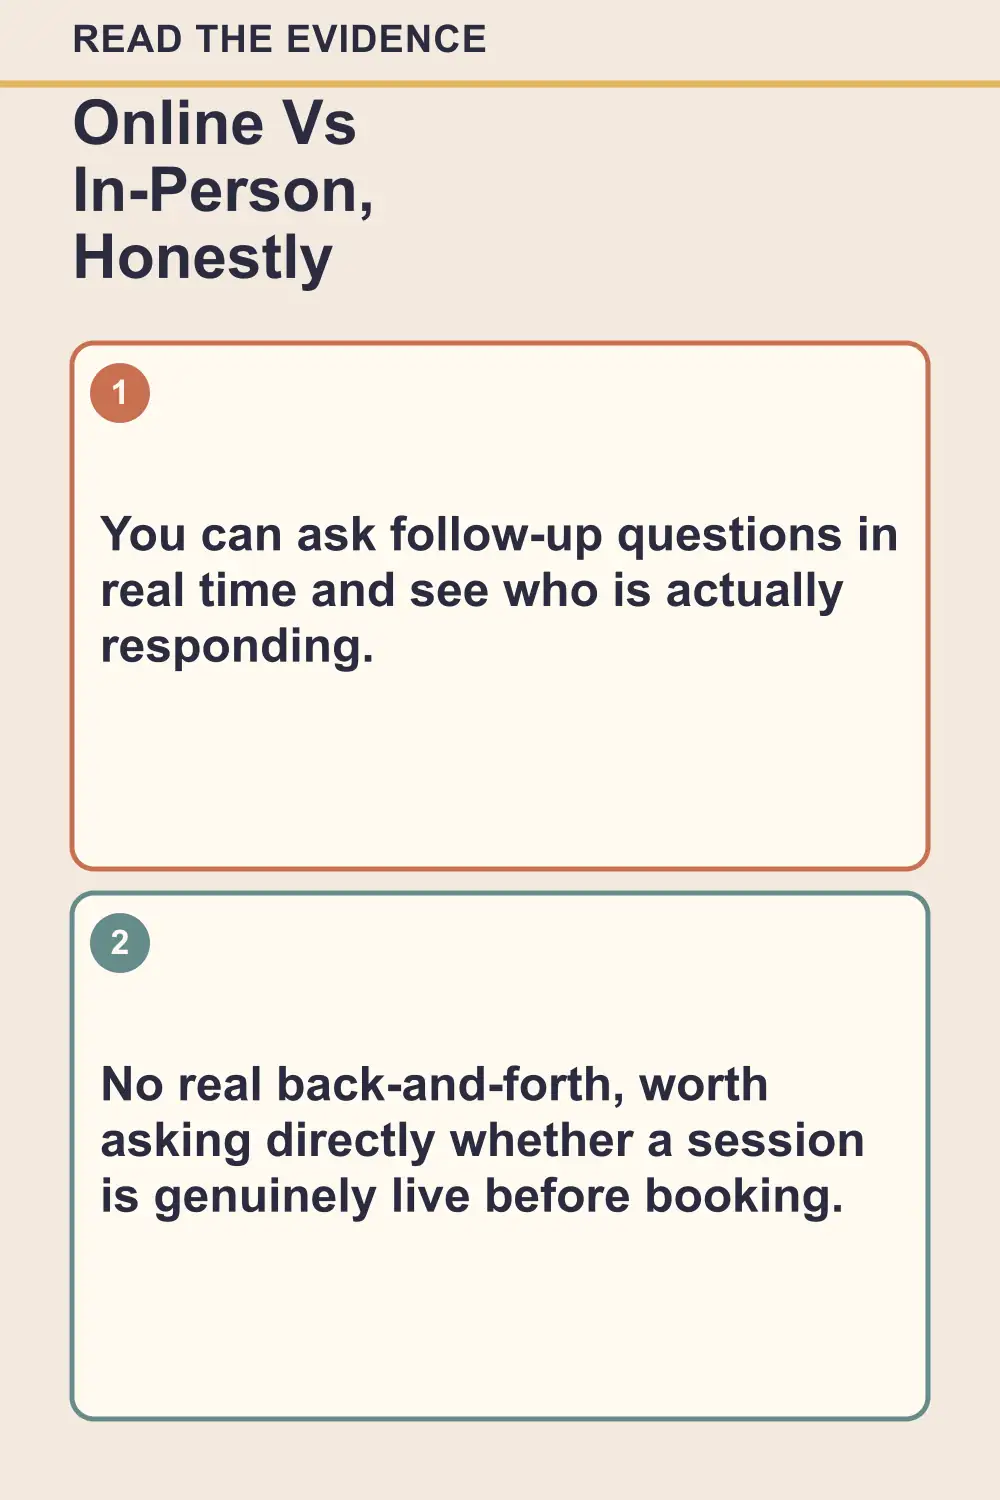 READ THE EVIDENCE
Online Vs
In-Person,
Honestly
1
You can ask follow-up questions in
real time and see who is actually
responding.
2
No real back-and-forth, worth
asking directly whether a session
is genuinely live before booking.